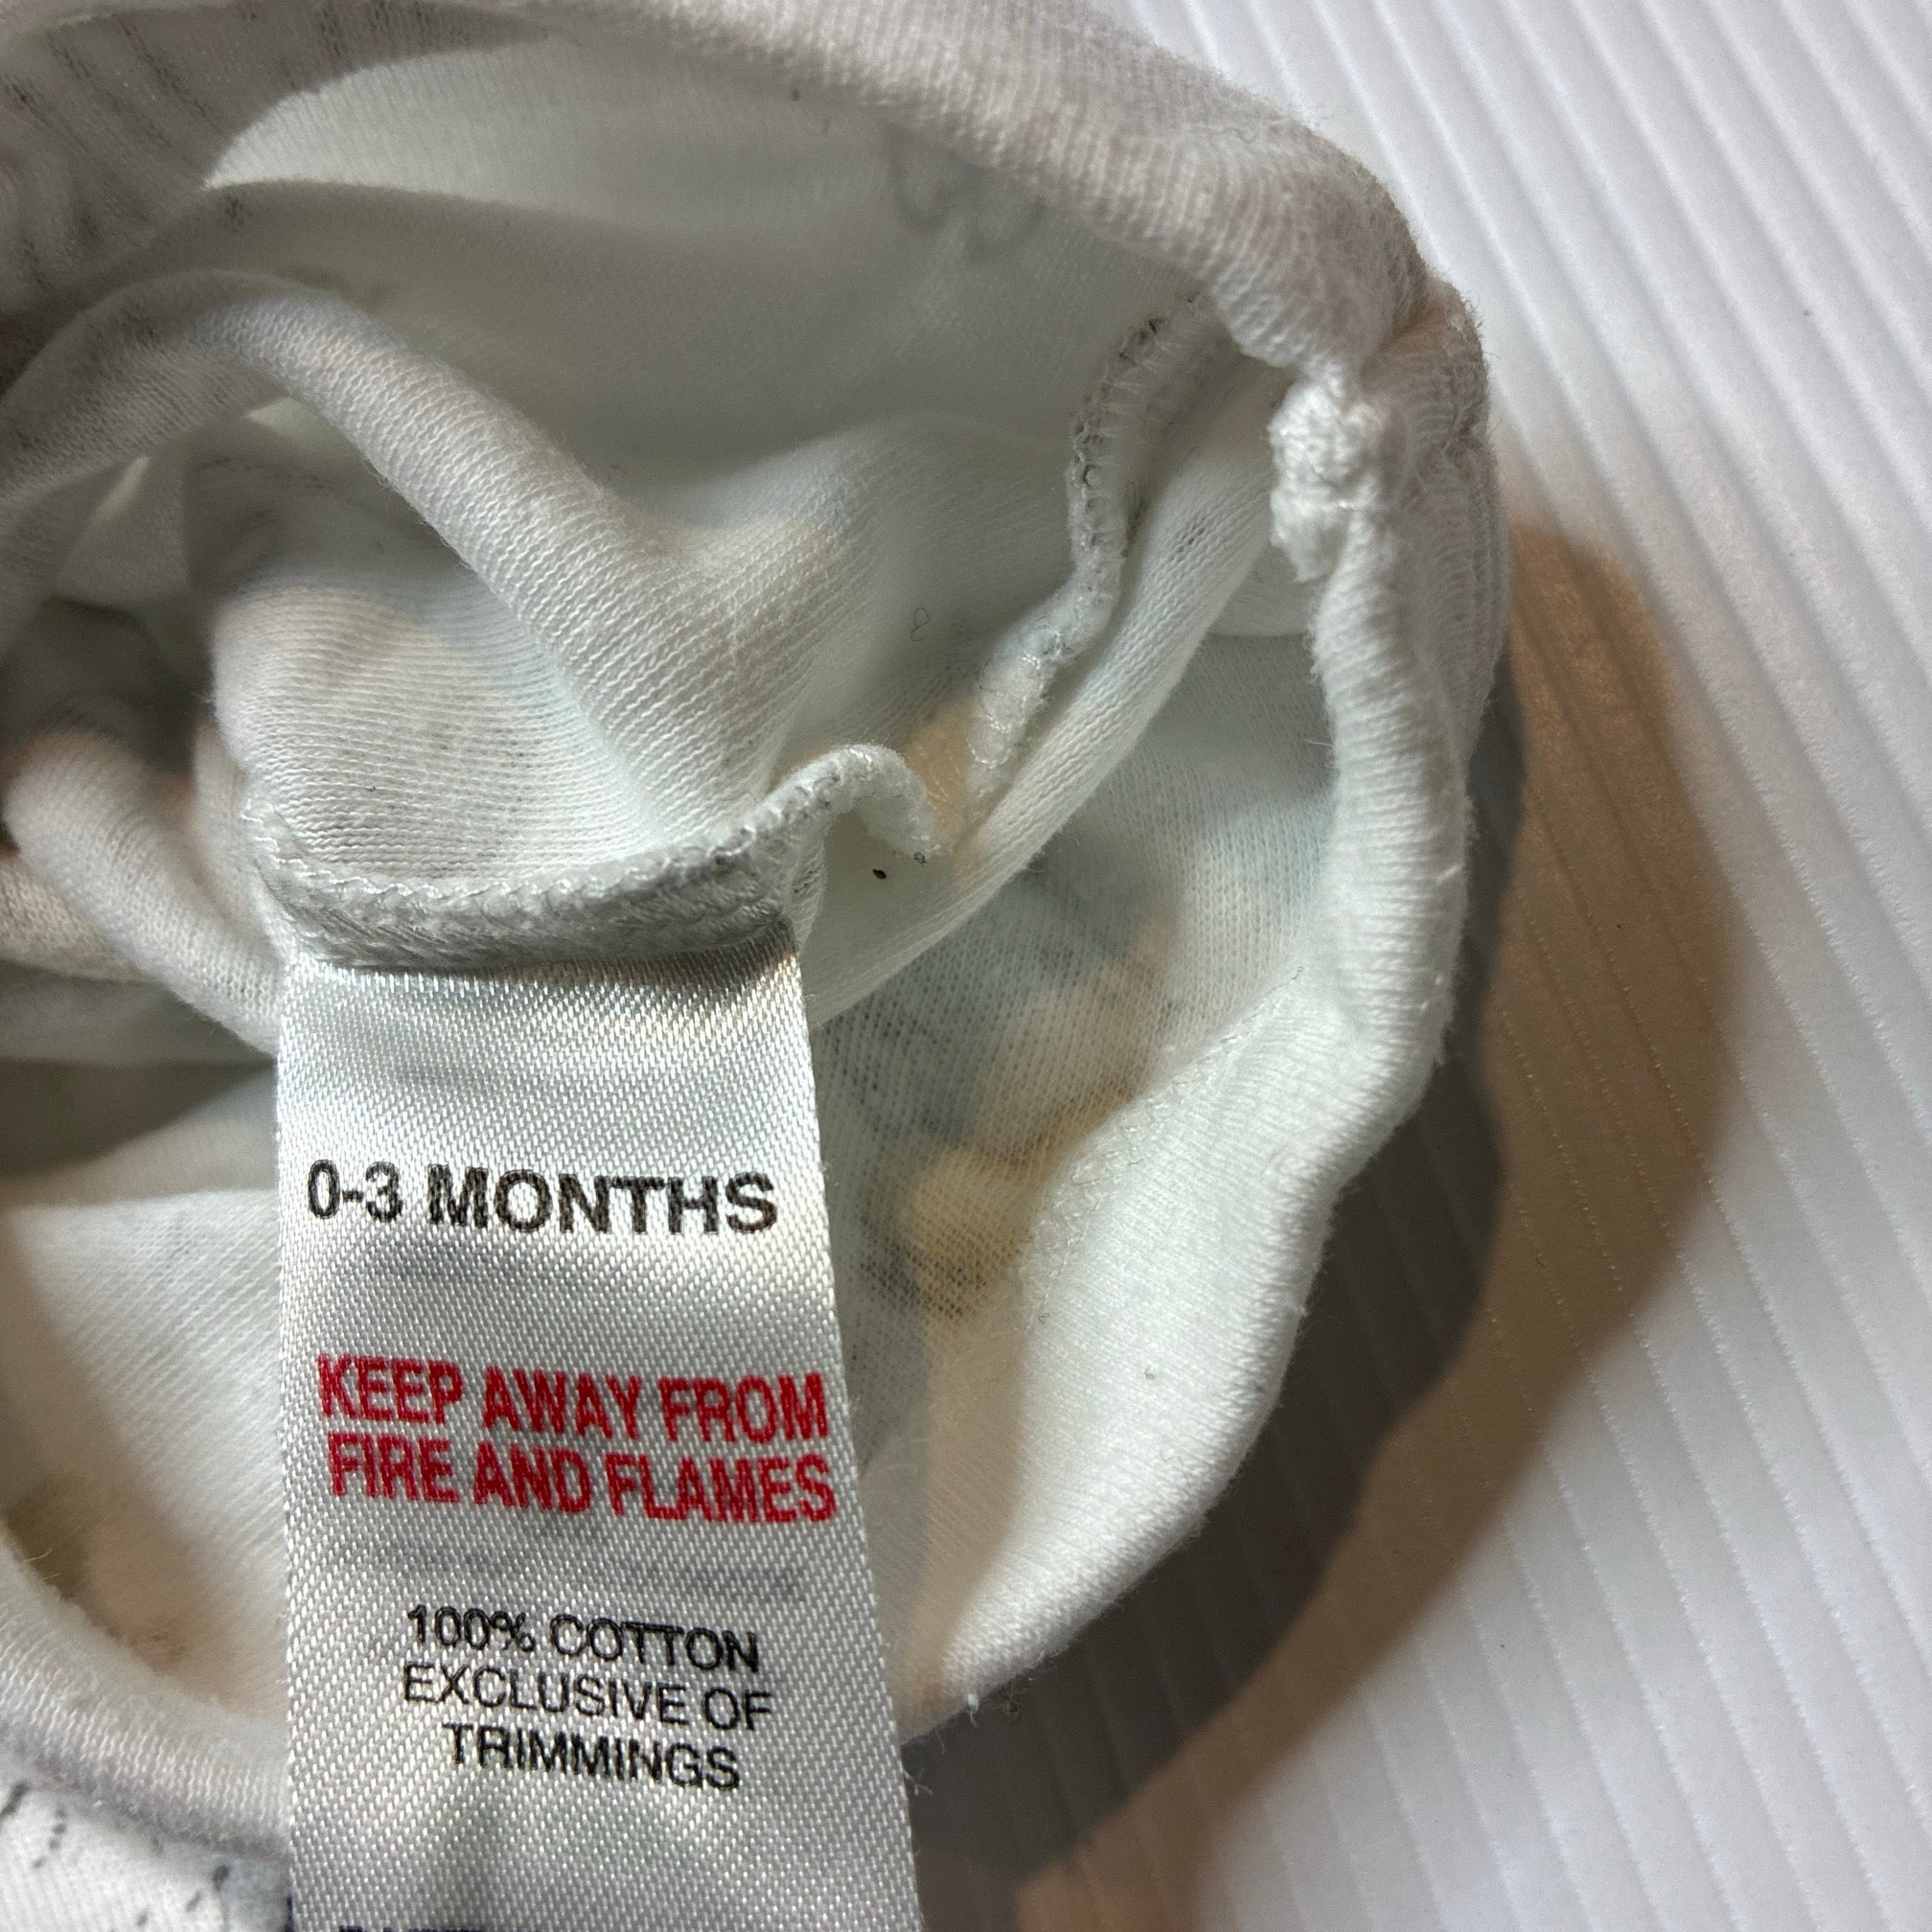 0-3 MONTHS
KEEP AWAY FROM
FIRE AND FLAMES
100% COTTON
EXCLUSIVE OF
TRIMMINGS